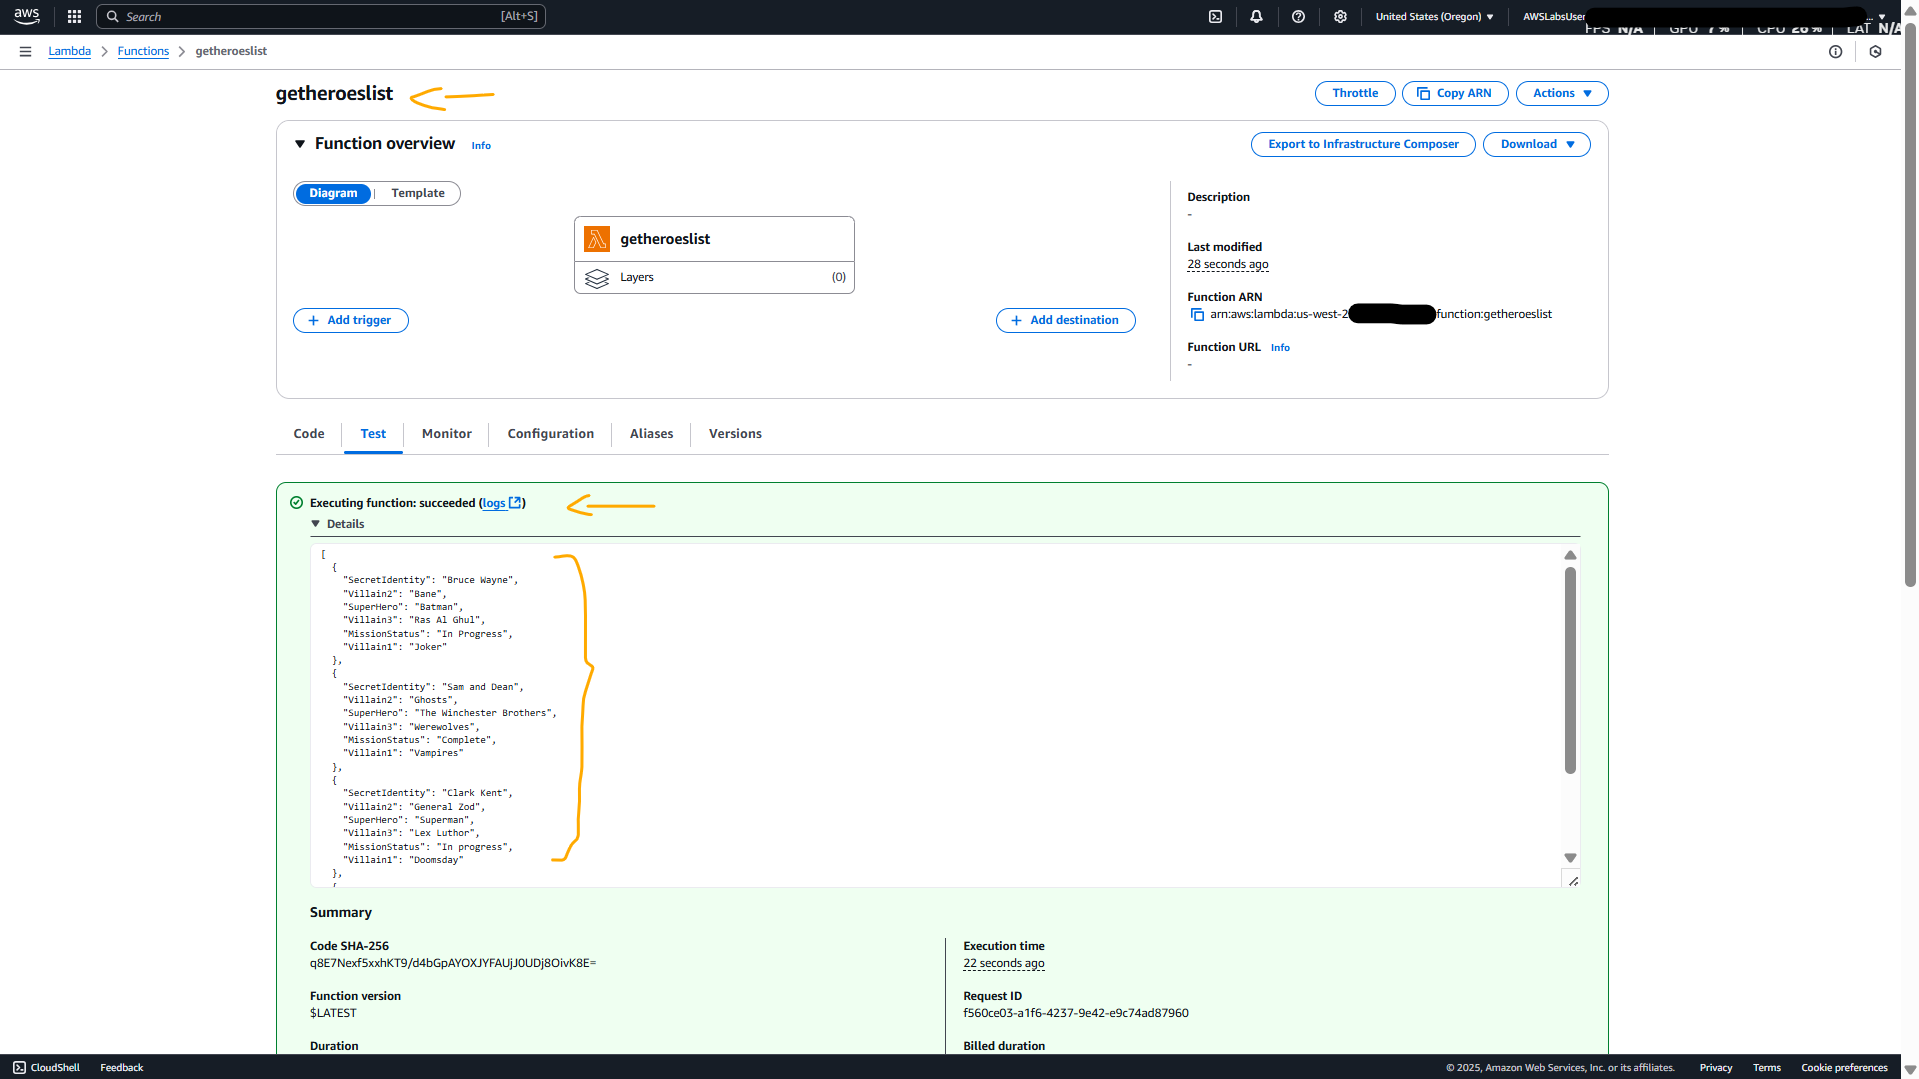 aws
Search [Alt+S]
United States (Oregon)
AWSLabsUser
...
FPS N/A | GPU 7% | CPU 26% | LAT N/A
Lambda > Functions > getheroeslist
getheroeslist
Throttle
Copy ARN
Actions
Function overview Info
Export to Infrastructure Composer
Download
Diagram | Template
getheroeslist
Layers (0)
+ Add trigger
+ Add destination
Description
-
Last modified
28 seconds ago
Function ARN
arn:aws:lambda:us-west-2 function:getheroeslist
Function URL Info
-
Code
Test
Monitor
Configuration
Aliases
Versions
Executing function: succeeded (logs)
Details
[
{
"SecretIdentity": "Bruce Wayne",
"Villain2": "Bane",
"SuperHero": "Batman",
"Villain3": "Ras Al Ghul",
"MissionStatus": "In Progress",
"Villain1": "Joker"
},
{
"SecretIdentity": "Sam and Dean",
"Villain2": "Ghosts",
"SuperHero": "The Winchester Brothers",
"Villain3": "Werewolves",
"MissionStatus": "Complete",
"Villain1": "Vampires"
},
{
"SecretIdentity": "Clark Kent",
"Villain2": "General Zod",
"SuperHero": "Superman",
"Villain3": "Lex Luthor",
"MissionStatus": "In progress",
"Villain1": "Doomsday"
},
{
Summary
Code SHA-256
q8E7Nexf5xxhKT9/d4bGpAYOXJYFAUjJ0UDj8OivK8E=
Execution time
22 seconds ago
Function version
$LATEST
Request ID
f560ce03-a1f6-4237-9e42-e9c74ad87960
Duration
Billed duration
CloudShell
Feedback
© 2025, Amazon Web Services, Inc. or its affiliates.
Privacy
Terms
Cookie preferences